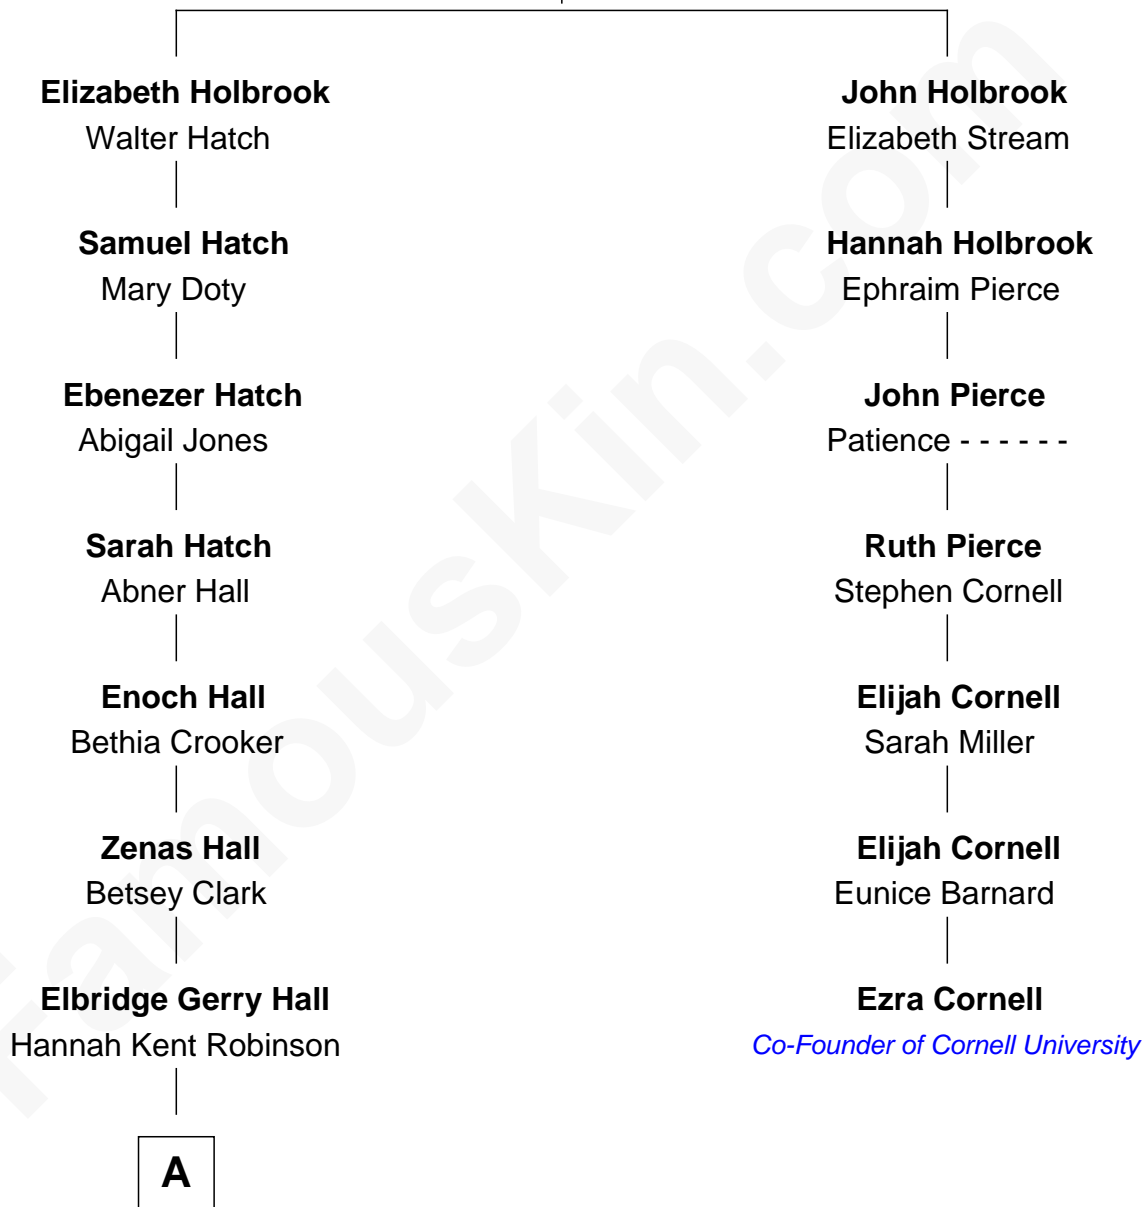 Elizabeth Holbrook
Walter Hatch
Samuel Hatch
Mary Doty
Ebenezer Hatch
Abigail Jones
Sarah Hatch
Abner Hall
Enoch Hall
Bethia Crooker
Zenas Hall
Betsey Clark
Elbridge Gerry Hall
Hannah Kent Robinson
A
John Holbrook
Elizabeth Stream
Hannah Holbrook
Ephraim Pierce
John Pierce
Patience - - - - - -
Ruth Pierce
Stephen Cornell
Elijah Cornell
Sarah Miller
Elijah Cornell
Eunice Barnard
Ezra Cornell
Co-Founder of Cornell University
FamousKin.com